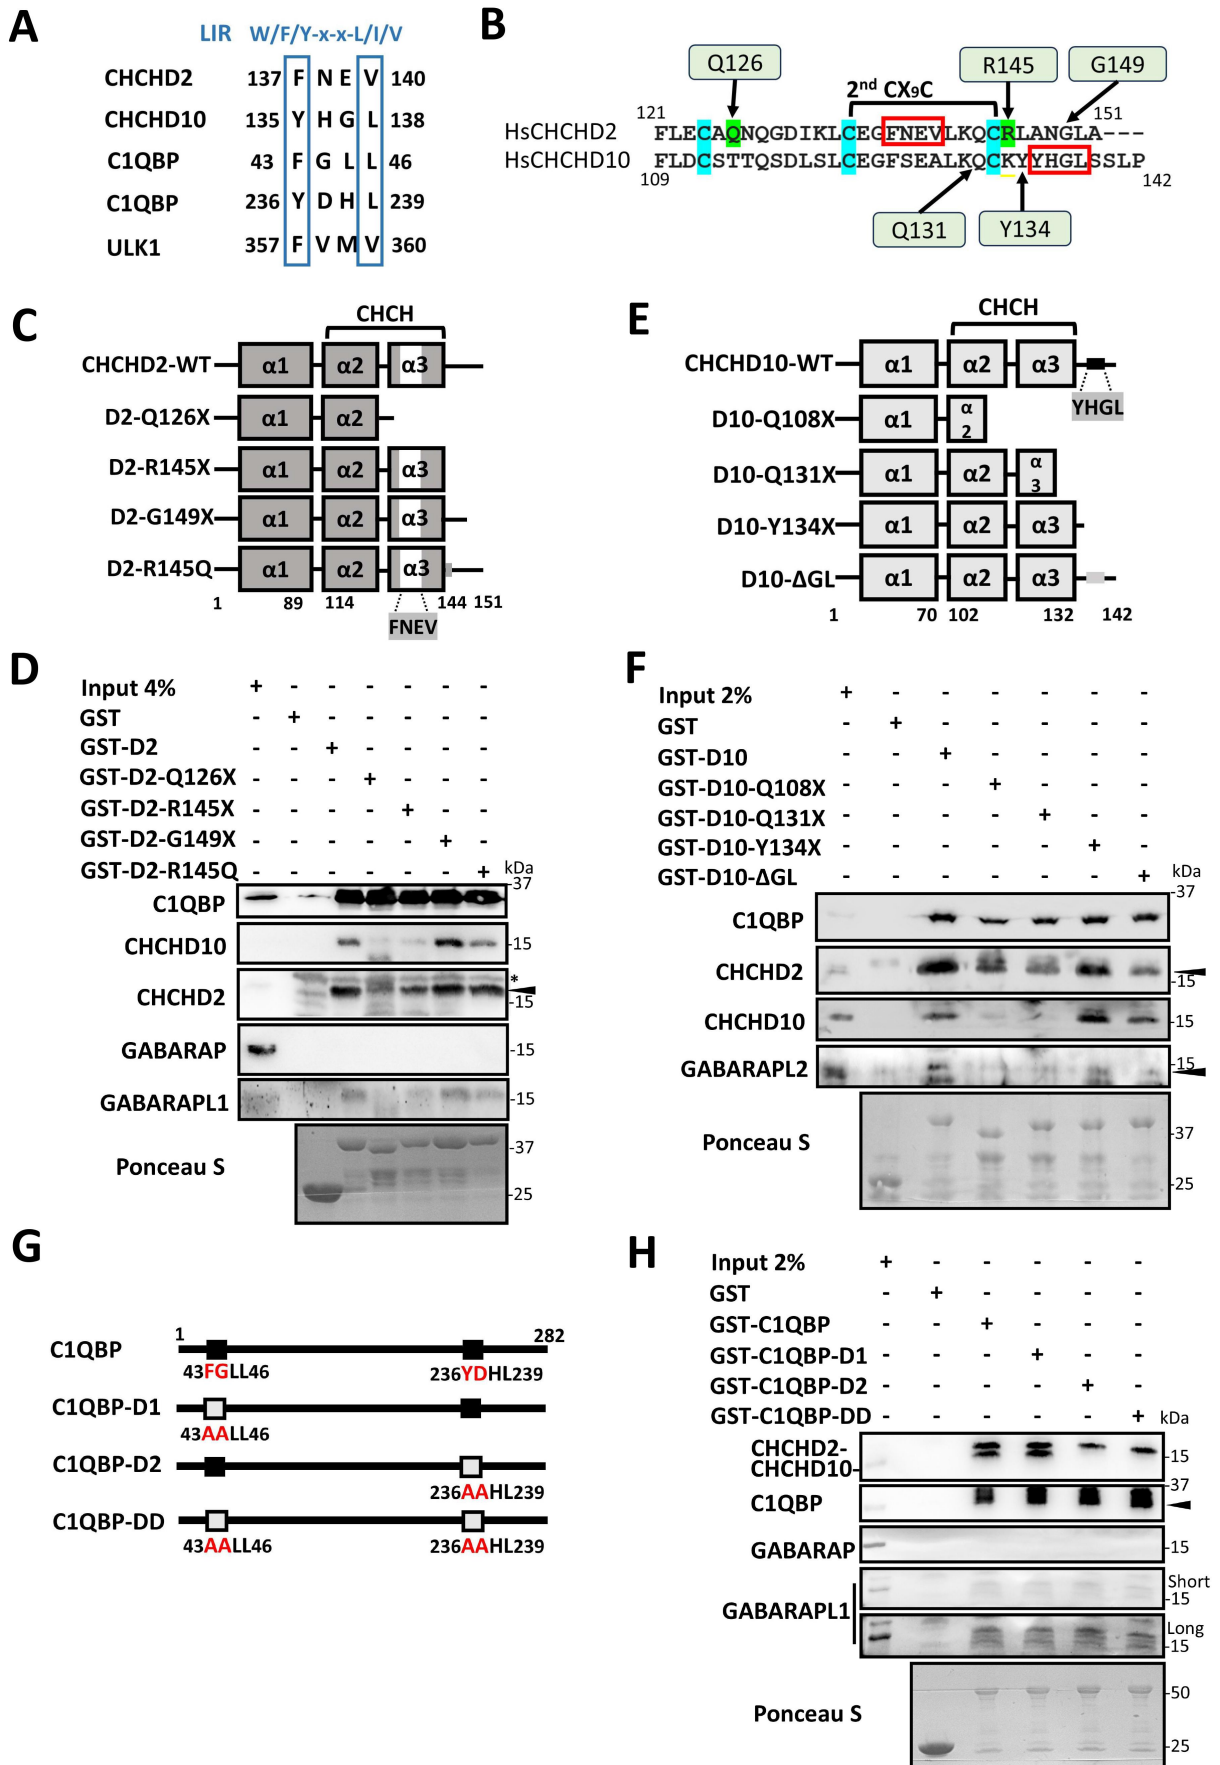 A
LIR W/F/Y-x-x-L/I/V
CHCHD2 137 F N E V 140
CHCHD10 135 Y H G L 138
C1QBP 43 F G L L 46
C1QBP 236 Y D H L 239
ULK1 357 F V M V 360
B
Q126 R145 G149
2nd CX9C
121 151
HsCHCHD2 FLECAQNQGDIKLCEGFNEVLKQCRLANGLA---
HsCHCHD10 FLDCSTTQSDLSLCEGFSEALKQCKYYHGLSSLP
109 142
Q131 Y134
C
CHCH
CHCHD2-WT α1 α2 α3
D2-Q126X α1 α2
D2-R145X α1 α2 α3
D2-G149X α1 α2 α3
D2-R145Q α1 α2 α3
1 89 114 144 151
FNEV
E
CHCH
CHCHD10-WT α1 α2 α3
YHGL
D10-Q108X α1 α 2
D10-Q131X α1 α2 α 3
D10-Y134X α1 α2 α3
D10-ΔGL α1 α2 α3
1 70 102 132 142
D
Input 4% + - - - - - -
GST - + - - - - -
GST-D2 - - + - - - -
GST-D2-Q126X - - - + - - -
GST-D2-R145X - - - - + - -
GST-D2-G149X - - - - - + -
GST-D2-R145Q - - - - - - + kDa
C1QBP -37
CHCHD10 -15
CHCHD2 * -15
GABARAP -15
GABARAPL1 -15
Ponceau S -37
-25
F
Input 2% + - - - - - -
GST - + - - - - -
GST-D10 - - + - - - -
GST-D10-Q108X - - - + - - -
GST-D10-Q131X - - - - + - -
GST-D10-Y134X - - - - - + -
GST-D10-ΔGL - - - - - - + kDa
C1QBP -37
CHCHD2 -15
CHCHD10 -15
GABARAPL2 -15
Ponceau S -37
-25
G
1 282
C1QBP
43FGLL46 236YDHL239
C1QBP-D1
43AALL46
C1QBP-D2
236AAHL239
C1QBP-DD
43AALL46 236AAHL239
H
Input 2% + - - - - -
GST - + - - - -
GST-C1QBP - - + - - -
GST-C1QBP-D1 - - - + - -
GST-C1QBP-D2 - - - - + -
GST-C1QBP-DD - - - - - + kDa
CHCHD2- -15
CHCHD10-
C1QBP -37
GABARAP -15
GABARAPL1 Short
-15
Long
-15
Ponceau S -50
-25